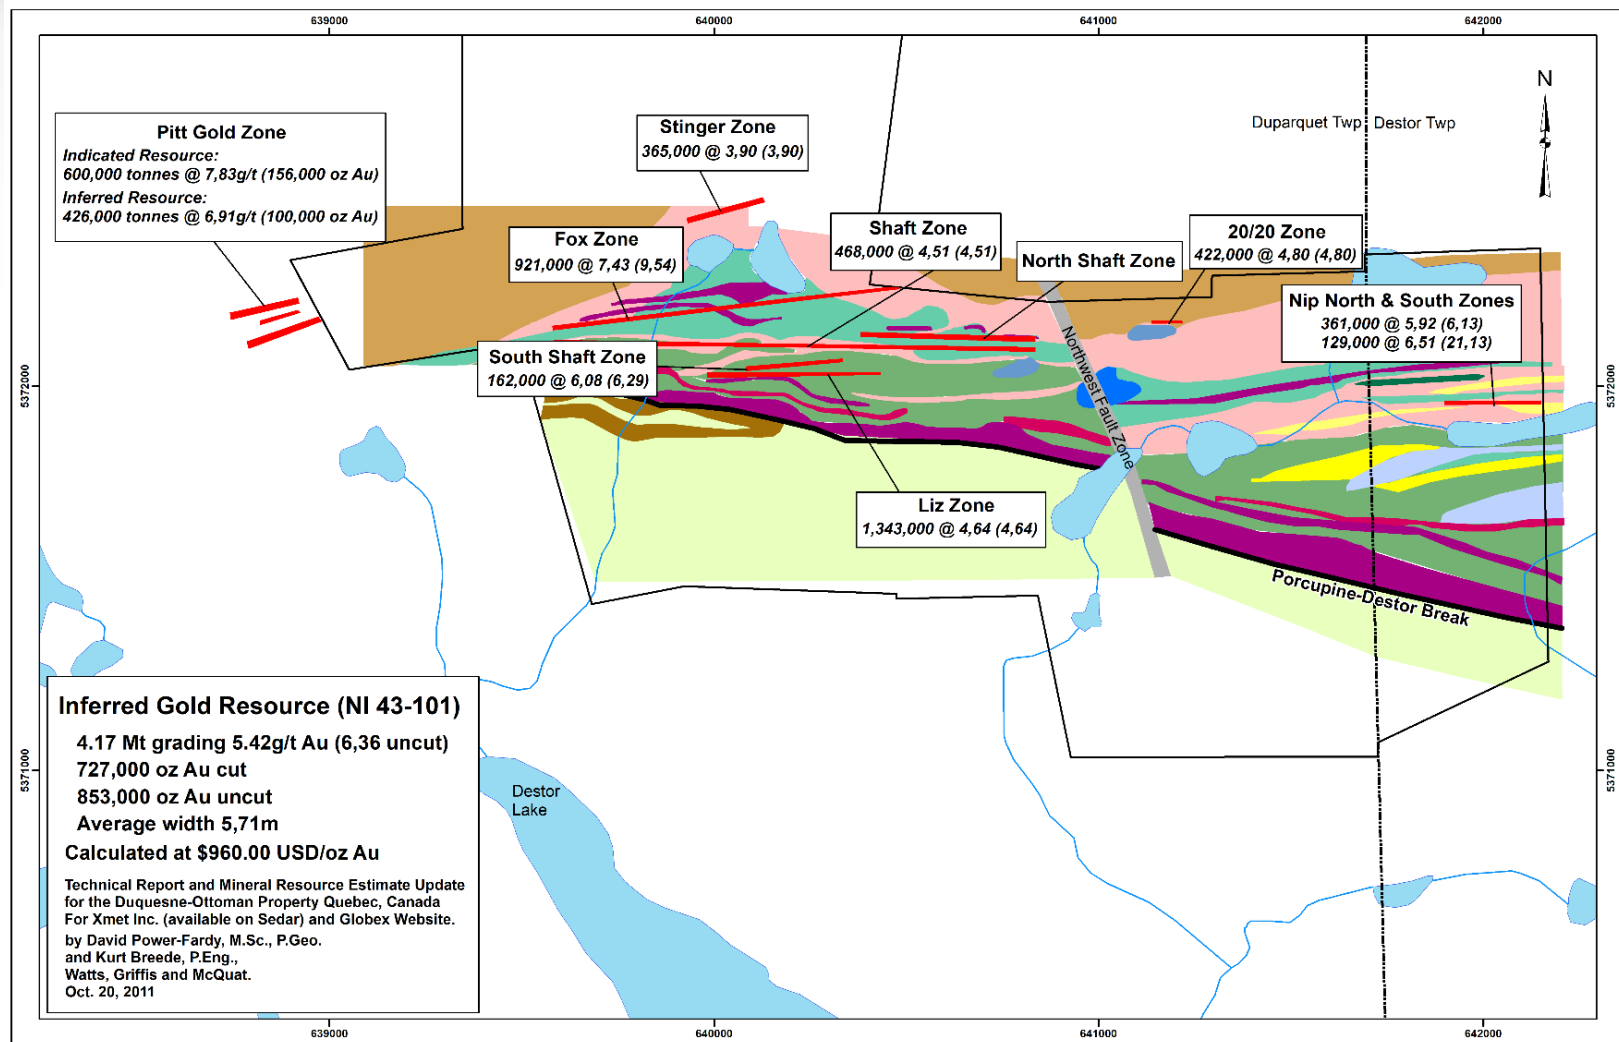 639000
640000
641000
642000
N
Duparquet Twp
Destor Twp
Pitt Gold Zone
Indicated Resource:
600,000 tonnes @ 7,83g/t (156,000 oz Au)
Inferred Resource:
426,000 tonnes @ 6,91g/t (100,000 oz Au)
Stinger Zone
365,000 @ 3,90 (3,90)
Fox Zone
921,000 @ 7,43 (9,54)
Shaft Zone
468,000 @ 4,51 (4,51)
North Shaft Zone
20/20 Zone
422,000 @ 4,80 (4,80)
Nip North & South Zones
361,000 @ 5,92 (6,13)
129,000 @ 6,51 (21,13)
South Shaft Zone
162,000 @ 6,08 (6,29)
5372000
5372000
Northwest Fault Zone
Liz Zone
1,343,000 @ 4,64 (4,64)
Porcupine-Destor Break
Inferred Gold Resource (NI 43-101)
4.17 Mt grading 5.42g/t Au (6,36 uncut)
727,000 oz Au cut
853,000 oz Au uncut
Average width 5,71m
Calculated at $960.00 USD/oz Au
Technical Report and Mineral Resource Estimate Update
for the Duquesne-Ottoman Property Quebec, Canada
For Xmet Inc. (available on Sedar) and Globex Website.
by David Power-Fardy, M.Sc., P.Geo.
and Kurt Breede, P.Eng.,
Watts, Griffis and McQuat.
Oct. 20, 2011
Destor
Lake
5371000
5371000
639000
640000
641000
642000